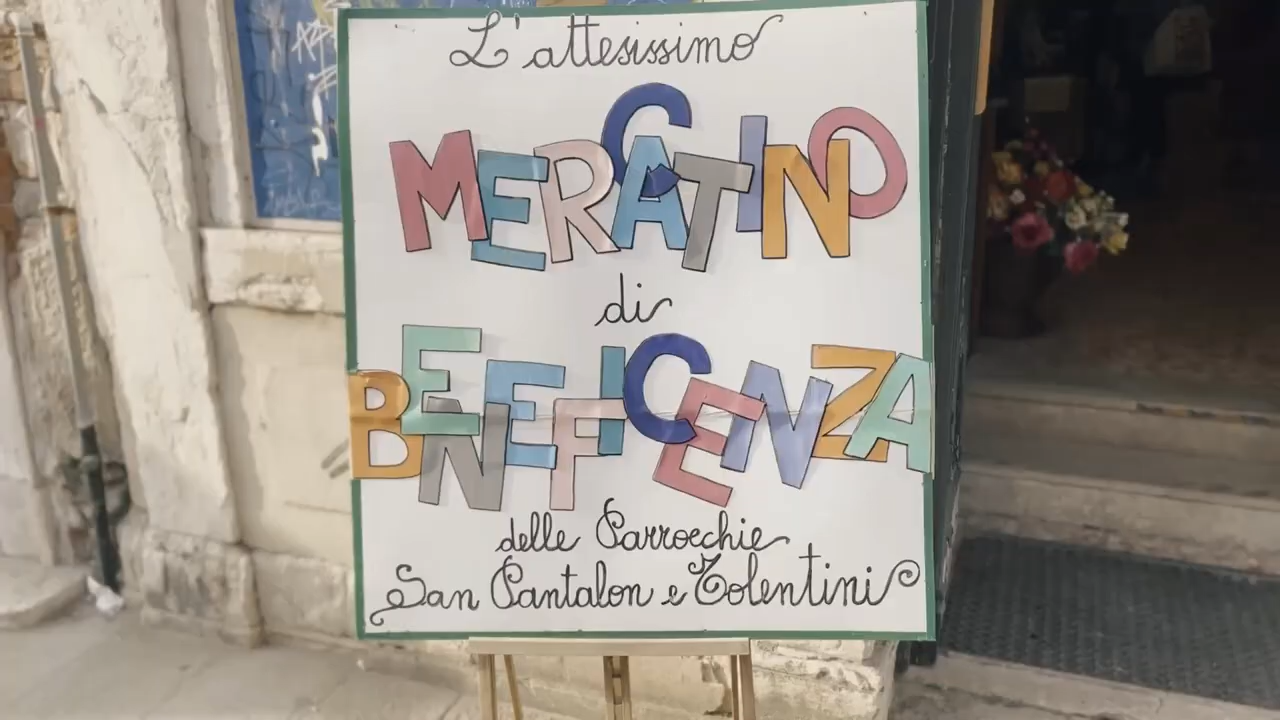 L'attesissimo
MERCATINO
di
BENEFICENZA
delle Parrocchie
San Pantalon e Tolentini